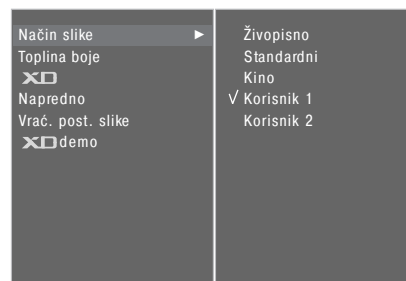 Način slike ►
Toplina boje
XD
Napredno
Vrać. post. slike
XD demo
Živopisno
Standardni
Kino
√ Korisnik 1
Korisnik 2